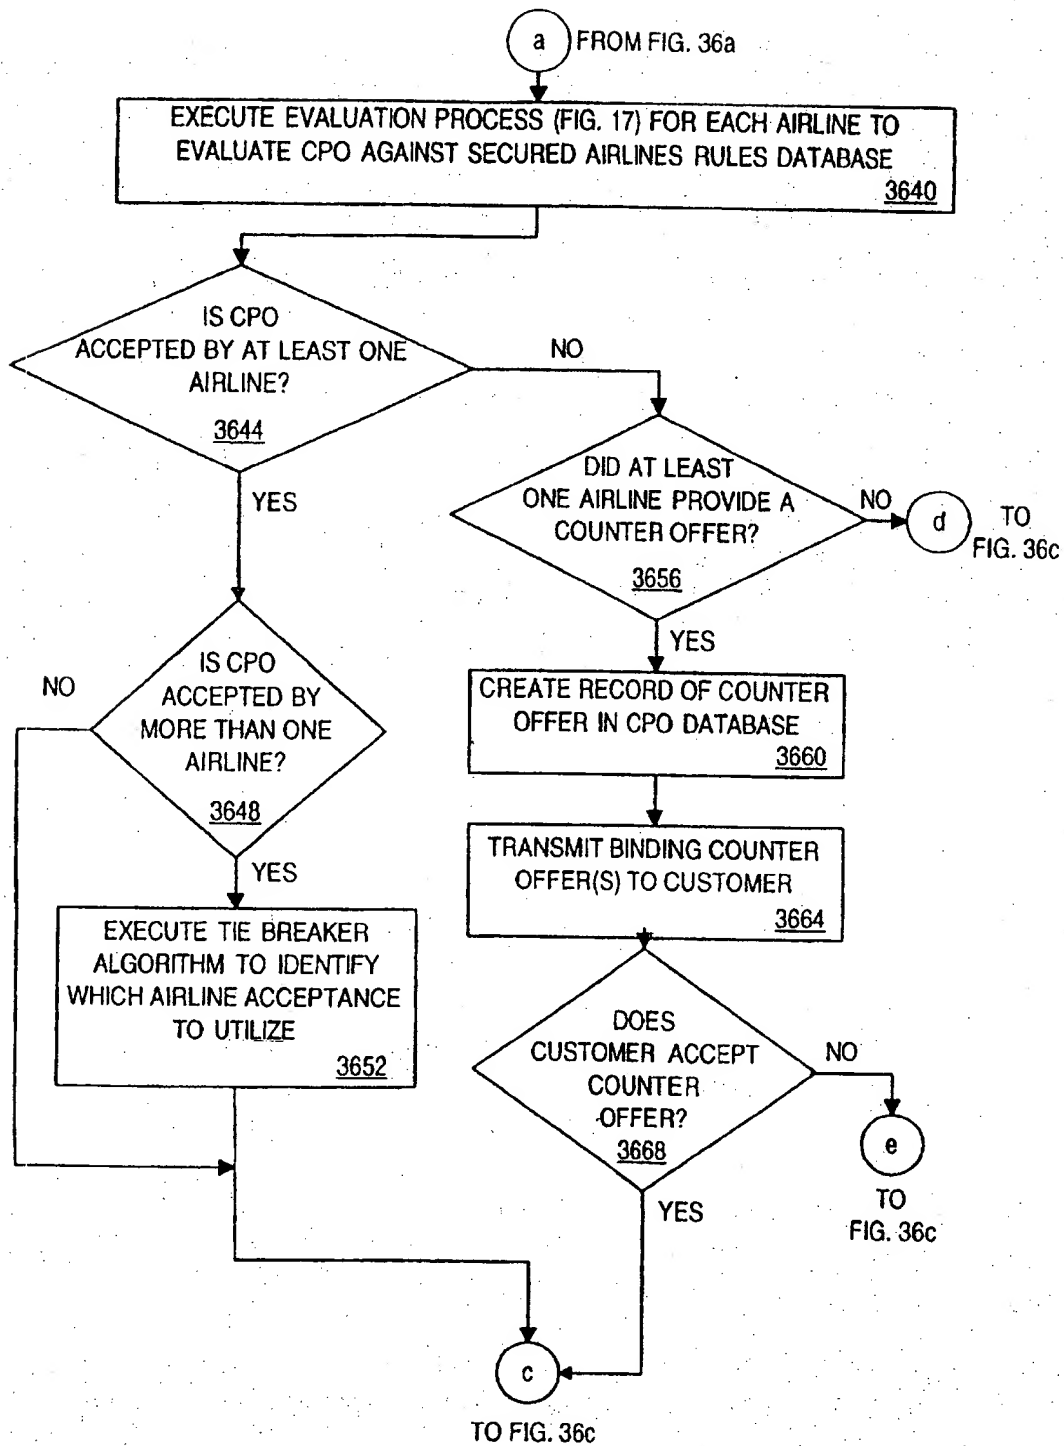 a FROM FIG. 36a
EXECUTE EVALUATION PROCESS (FIG. 17) FOR EACH AIRLINE TO
EVALUATE CPO AGAINST SECURED AIRLINES RULES DATABASE
3640
IS CPO
ACCEPTED BY AT LEAST ONE
AIRLINE?
3644
NO
YES
DID AT LEAST
ONE AIRLINE PROVIDE A
COUNTER OFFER?
3656
NO
d
TO
FIG. 36c
YES
IS CPO
ACCEPTED BY
MORE THAN ONE
AIRLINE?
3648
NO
YES
CREATE RECORD OF COUNTER
OFFER IN CPO DATABASE
3660
TRANSMIT BINDING COUNTER
OFFER(S) TO CUSTOMER
3664
EXECUTE TIE BREAKER
ALGORITHM TO IDENTIFY
WHICH AIRLINE ACCEPTANCE
TO UTILIZE
3652
DOES
CUSTOMER ACCEPT
COUNTER
OFFER?
3668
NO
e
TO
FIG. 36c
YES
c
TO FIG. 36c